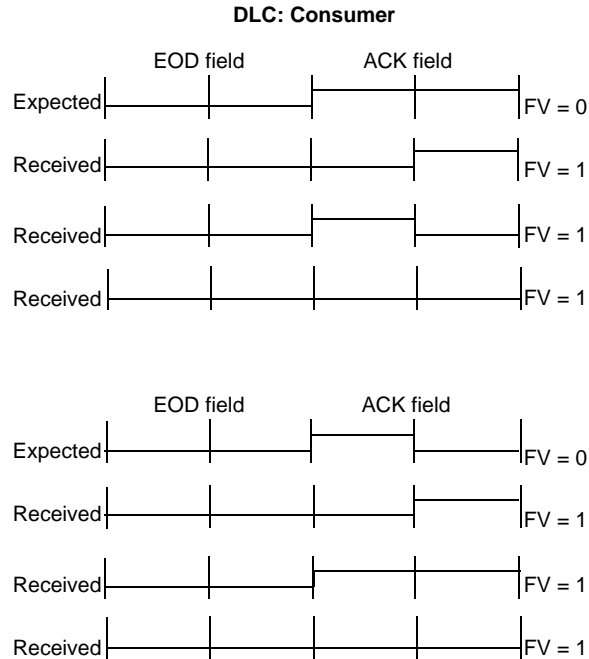 DLC: Consumer
EOD field ACK field
Expected FV = 0
Received FV = 1
Received FV = 1
Received FV = 1
EOD field ACK field
Expected FV = 0
Received FV = 1
Received FV = 1
Received FV = 1